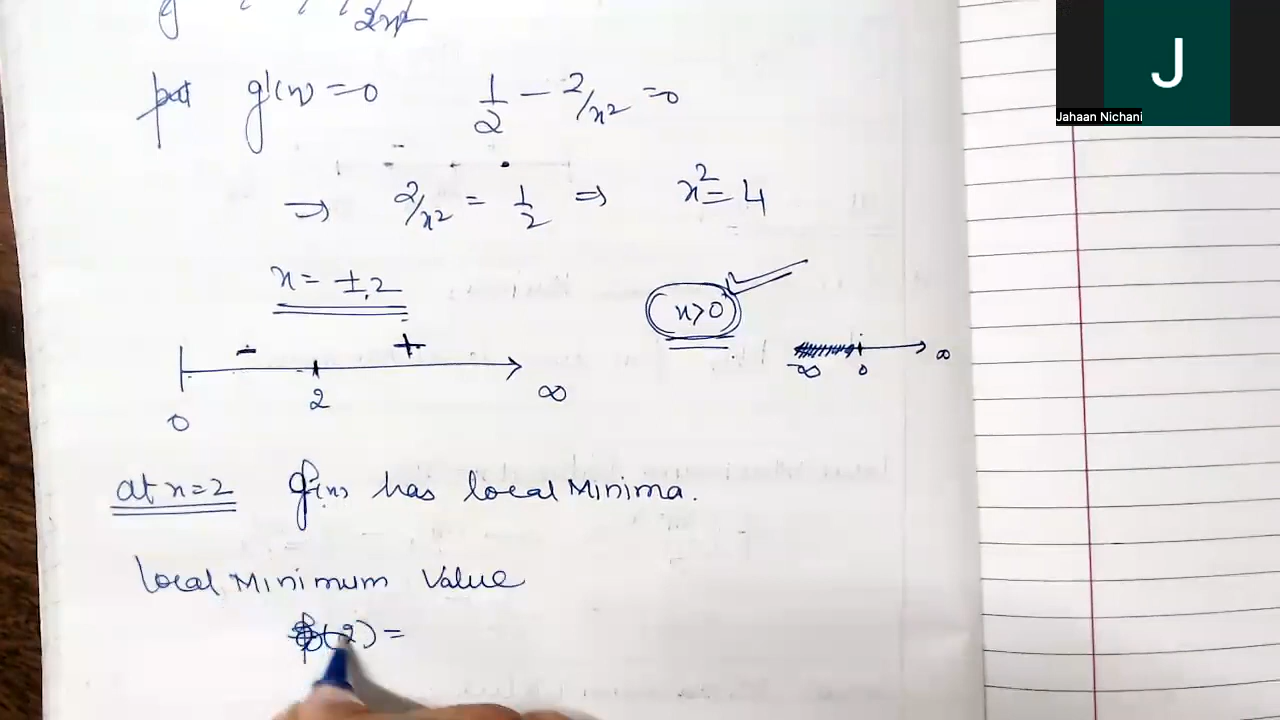 J
Jahaan Nichani
2x²
put g'(x) = 0 1/2 - 2/x² = 0
⇒ 2/x² = 1/2 ⇒ x² = 4
x = ±2
x>0
- +
0 2 ∞
-∞ 0 ∞
at x=2 g(x) has local Minima.
local Minimum Value
(2) =